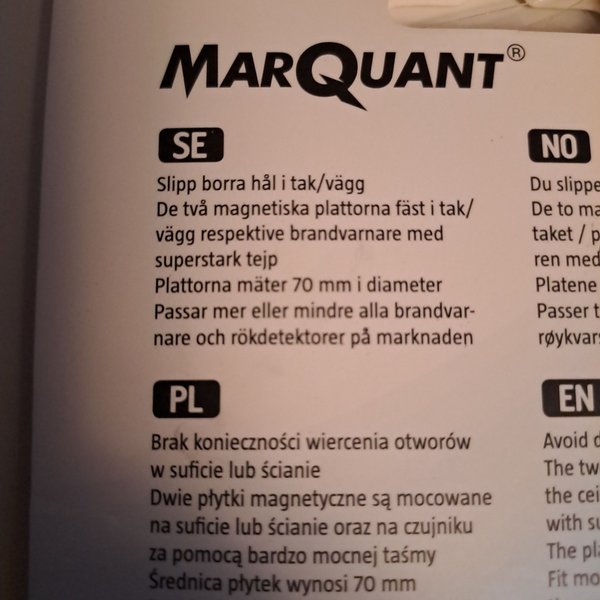 MARQUANT®
SE
Slipp borra hål i tak/vägg
De två magnetiska plattorna fäst i tak/
vägg respektive brandvarnare med
superstark tejp
Plattorna mäter 70 mm i diameter
Passar mer eller mindre alla brandvar-
nare och rökdetektorer på marknaden
NO
Du slippe
De to ma
taket / p
ren med
Platene
Passer t
røykvars
PL
Brak konieczności wiercenia otworów
w suficie lub ścianie
Dwie płytki magnetyczne są mocowane
na suficie lub ścianie oraz na czujniku
za pomocą bardzo mocnej taśmy
Średnica płytek wynosi 70 mm
EN
Avoid d
The tw
the cei
with su
The pla
Fit mo